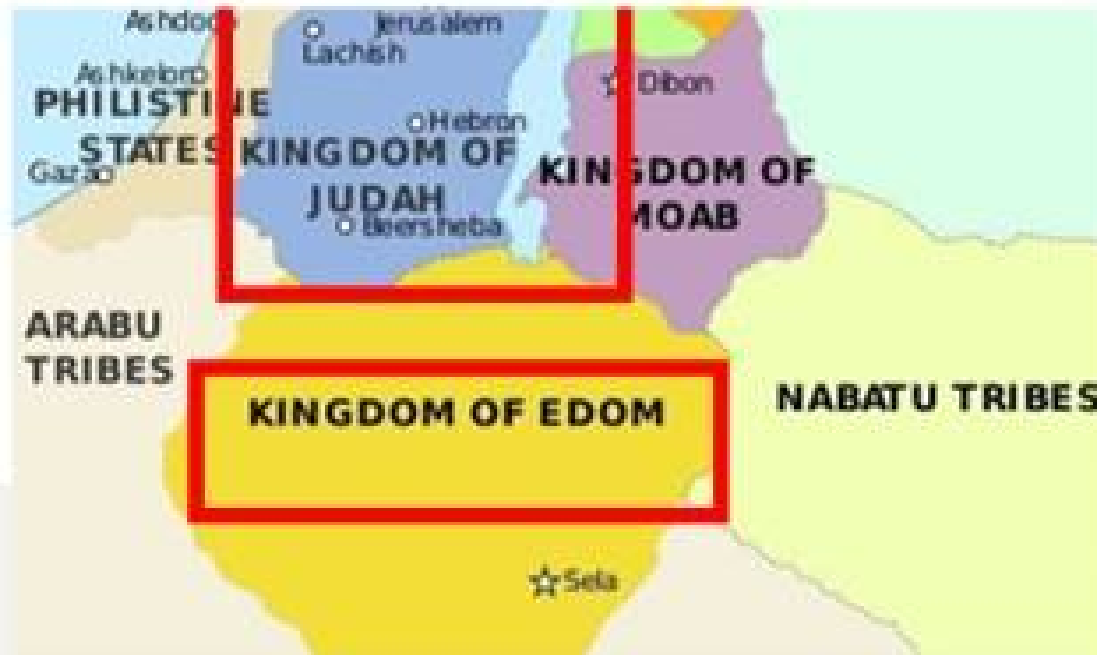 Ashdod
Jerusalem
Lachish
Ashkelon
Dibon
PHILISTINE
STATES
Hebron
Gaza
KINGDOM OF
JUDAH
Beersheba
KINGDOM OF
MOAB
ARABU
TRIBES
KINGDOM OF EDOM
NABATU TRIBES
Sela